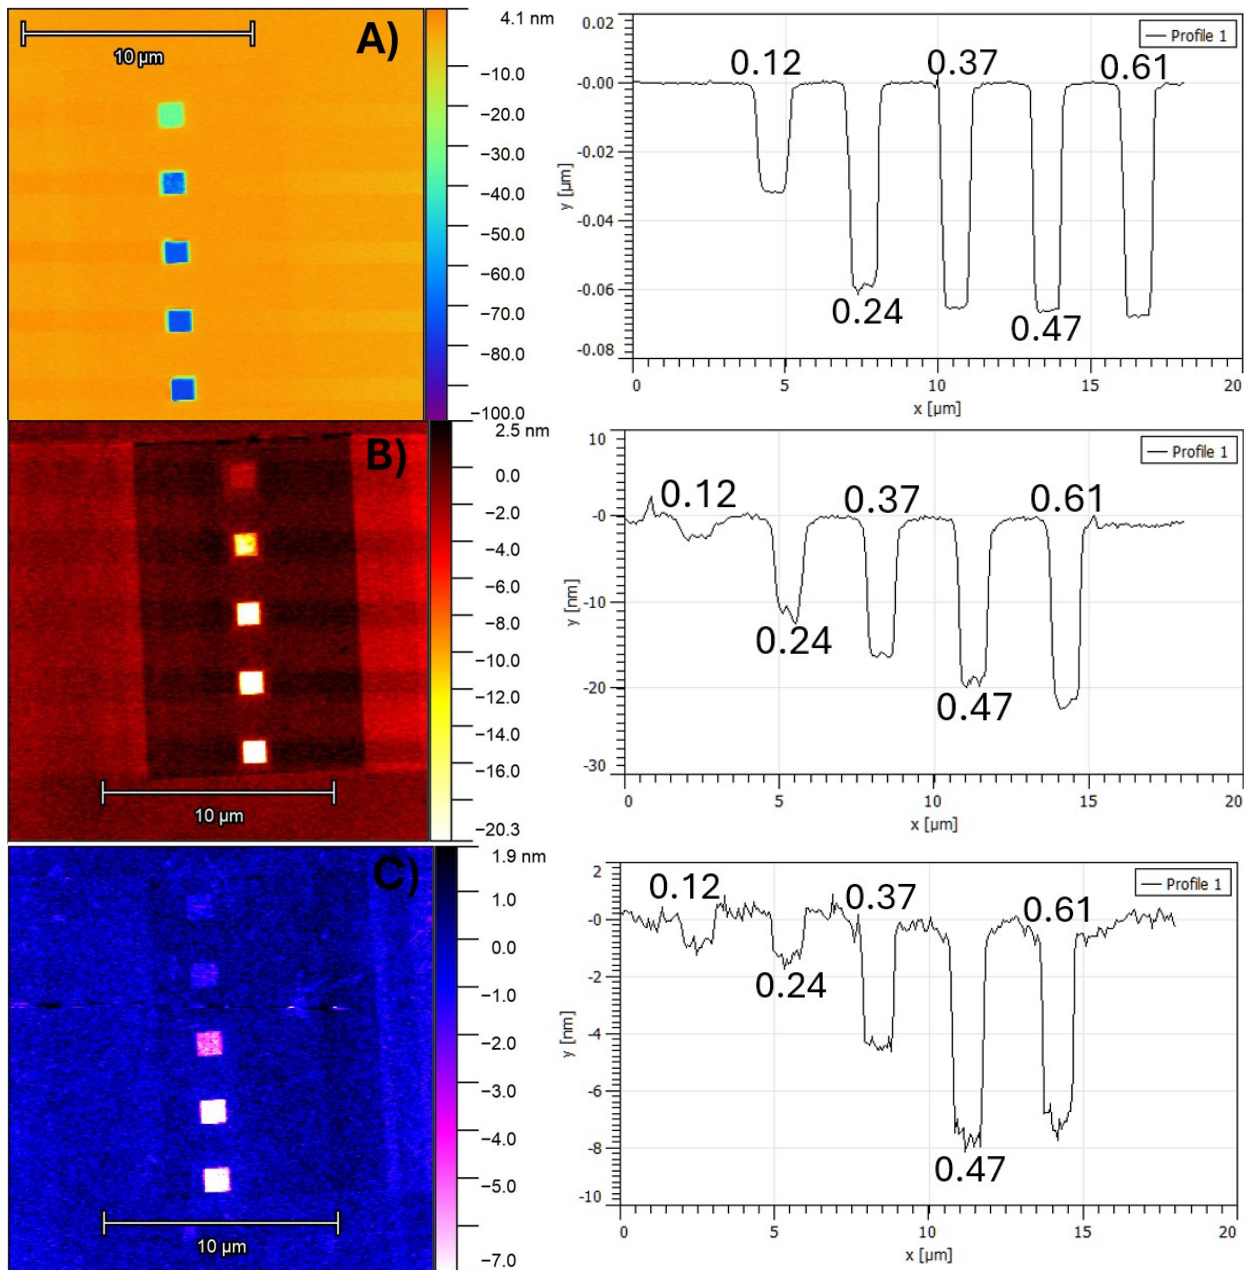 A)
10 µm
4.1 nm
−10.0
−20.0
−30.0
−40.0
−50.0
−60.0
−70.0
−80.0
−100.0
0.02
-0.00
-0.02
-0.04
-0.06
-0.08
y [µm]
0 5 10 15 20
x [µm]
Profile 1
0.12 0.37 0.61
0.24 0.47
B)
10 µm
2.5 nm
0.0
−2.0
−4.0
−6.0
−8.0
−10.0
−12.0
−14.0
−16.0
−20.3
10
-0
-10
-20
-30
y [nm]
0 5 10 15 20
x [µm]
Profile 1
0.12 0.37 0.61
0.24 0.47
C)
10 µm
1.9 nm
1.0
0.0
−1.0
−2.0
−3.0
−4.0
−5.0
−7.0
2
-0
-2
-4
-6
-8
-10
y [nm]
0 5 10 15 20
x [µm]
Profile 1
0.12 0.37 0.61
0.24 0.47